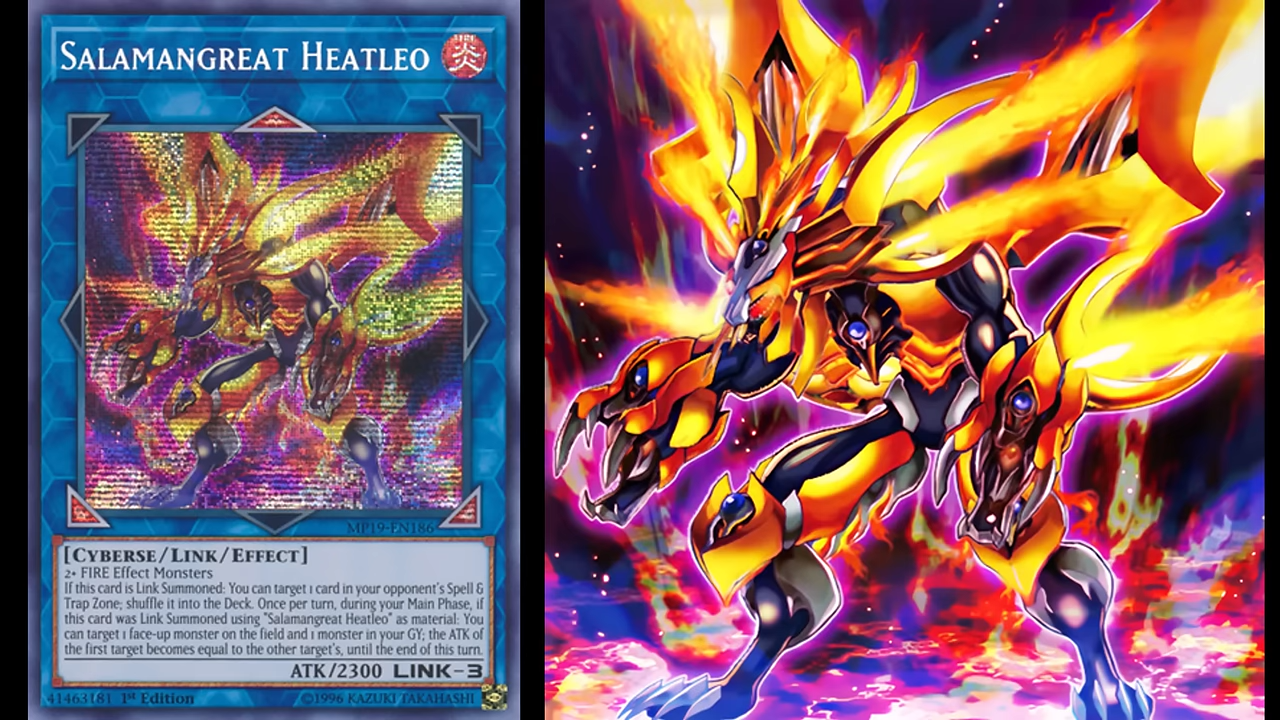 SALAMANGREAT HEATLEO
炎
MP19-EN186
[CYBERSE/LINK/EFFECT]
2+ FIRE Effect Monsters
If this card is Link Summoned: You can target 1 card in your opponent's Spell &
Trap Zone; shuffle it into the Deck. Once per turn, during your Main Phase, if
this card was Link Summoned using "Salamangreat Heatleo" as material: You
can target 1 face-up monster on the field and 1 monster in your GY; the ATK of
the first target becomes equal to the other target's, until the end of this turn.
ATK/2300 LINK-3
41463181 1st Edition ©1996 KAZUKI TAKAHASHI